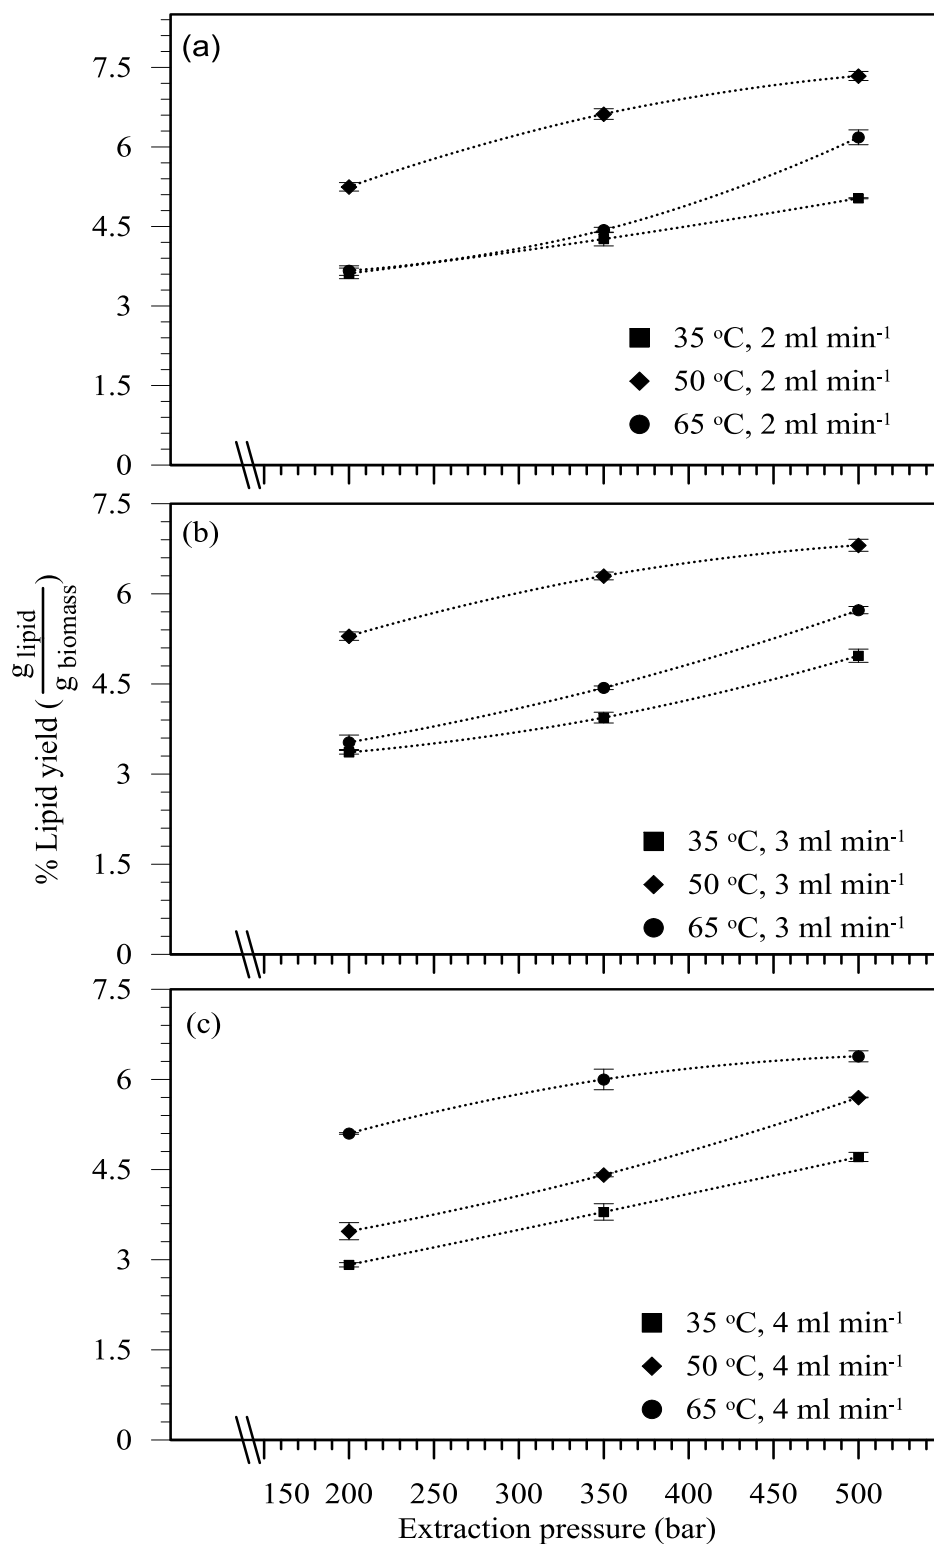 (a)
7.5
6
4.5
3
1.5
0
35 °C, 2 ml min⁻¹
50 °C, 2 ml min⁻¹
65 °C, 2 ml min⁻¹
% Lipid yield (g lipid / g biomass)
(b)
7.5
6
4.5
3
1.5
0
35 °C, 3 ml min⁻¹
50 °C, 3 ml min⁻¹
65 °C, 3 ml min⁻¹
(c)
7.5
6
4.5
3
1.5
0
35 °C, 4 ml min⁻¹
50 °C, 4 ml min⁻¹
65 °C, 4 ml min⁻¹
150 200 250 300 350 400 450 500
Extraction pressure (bar)